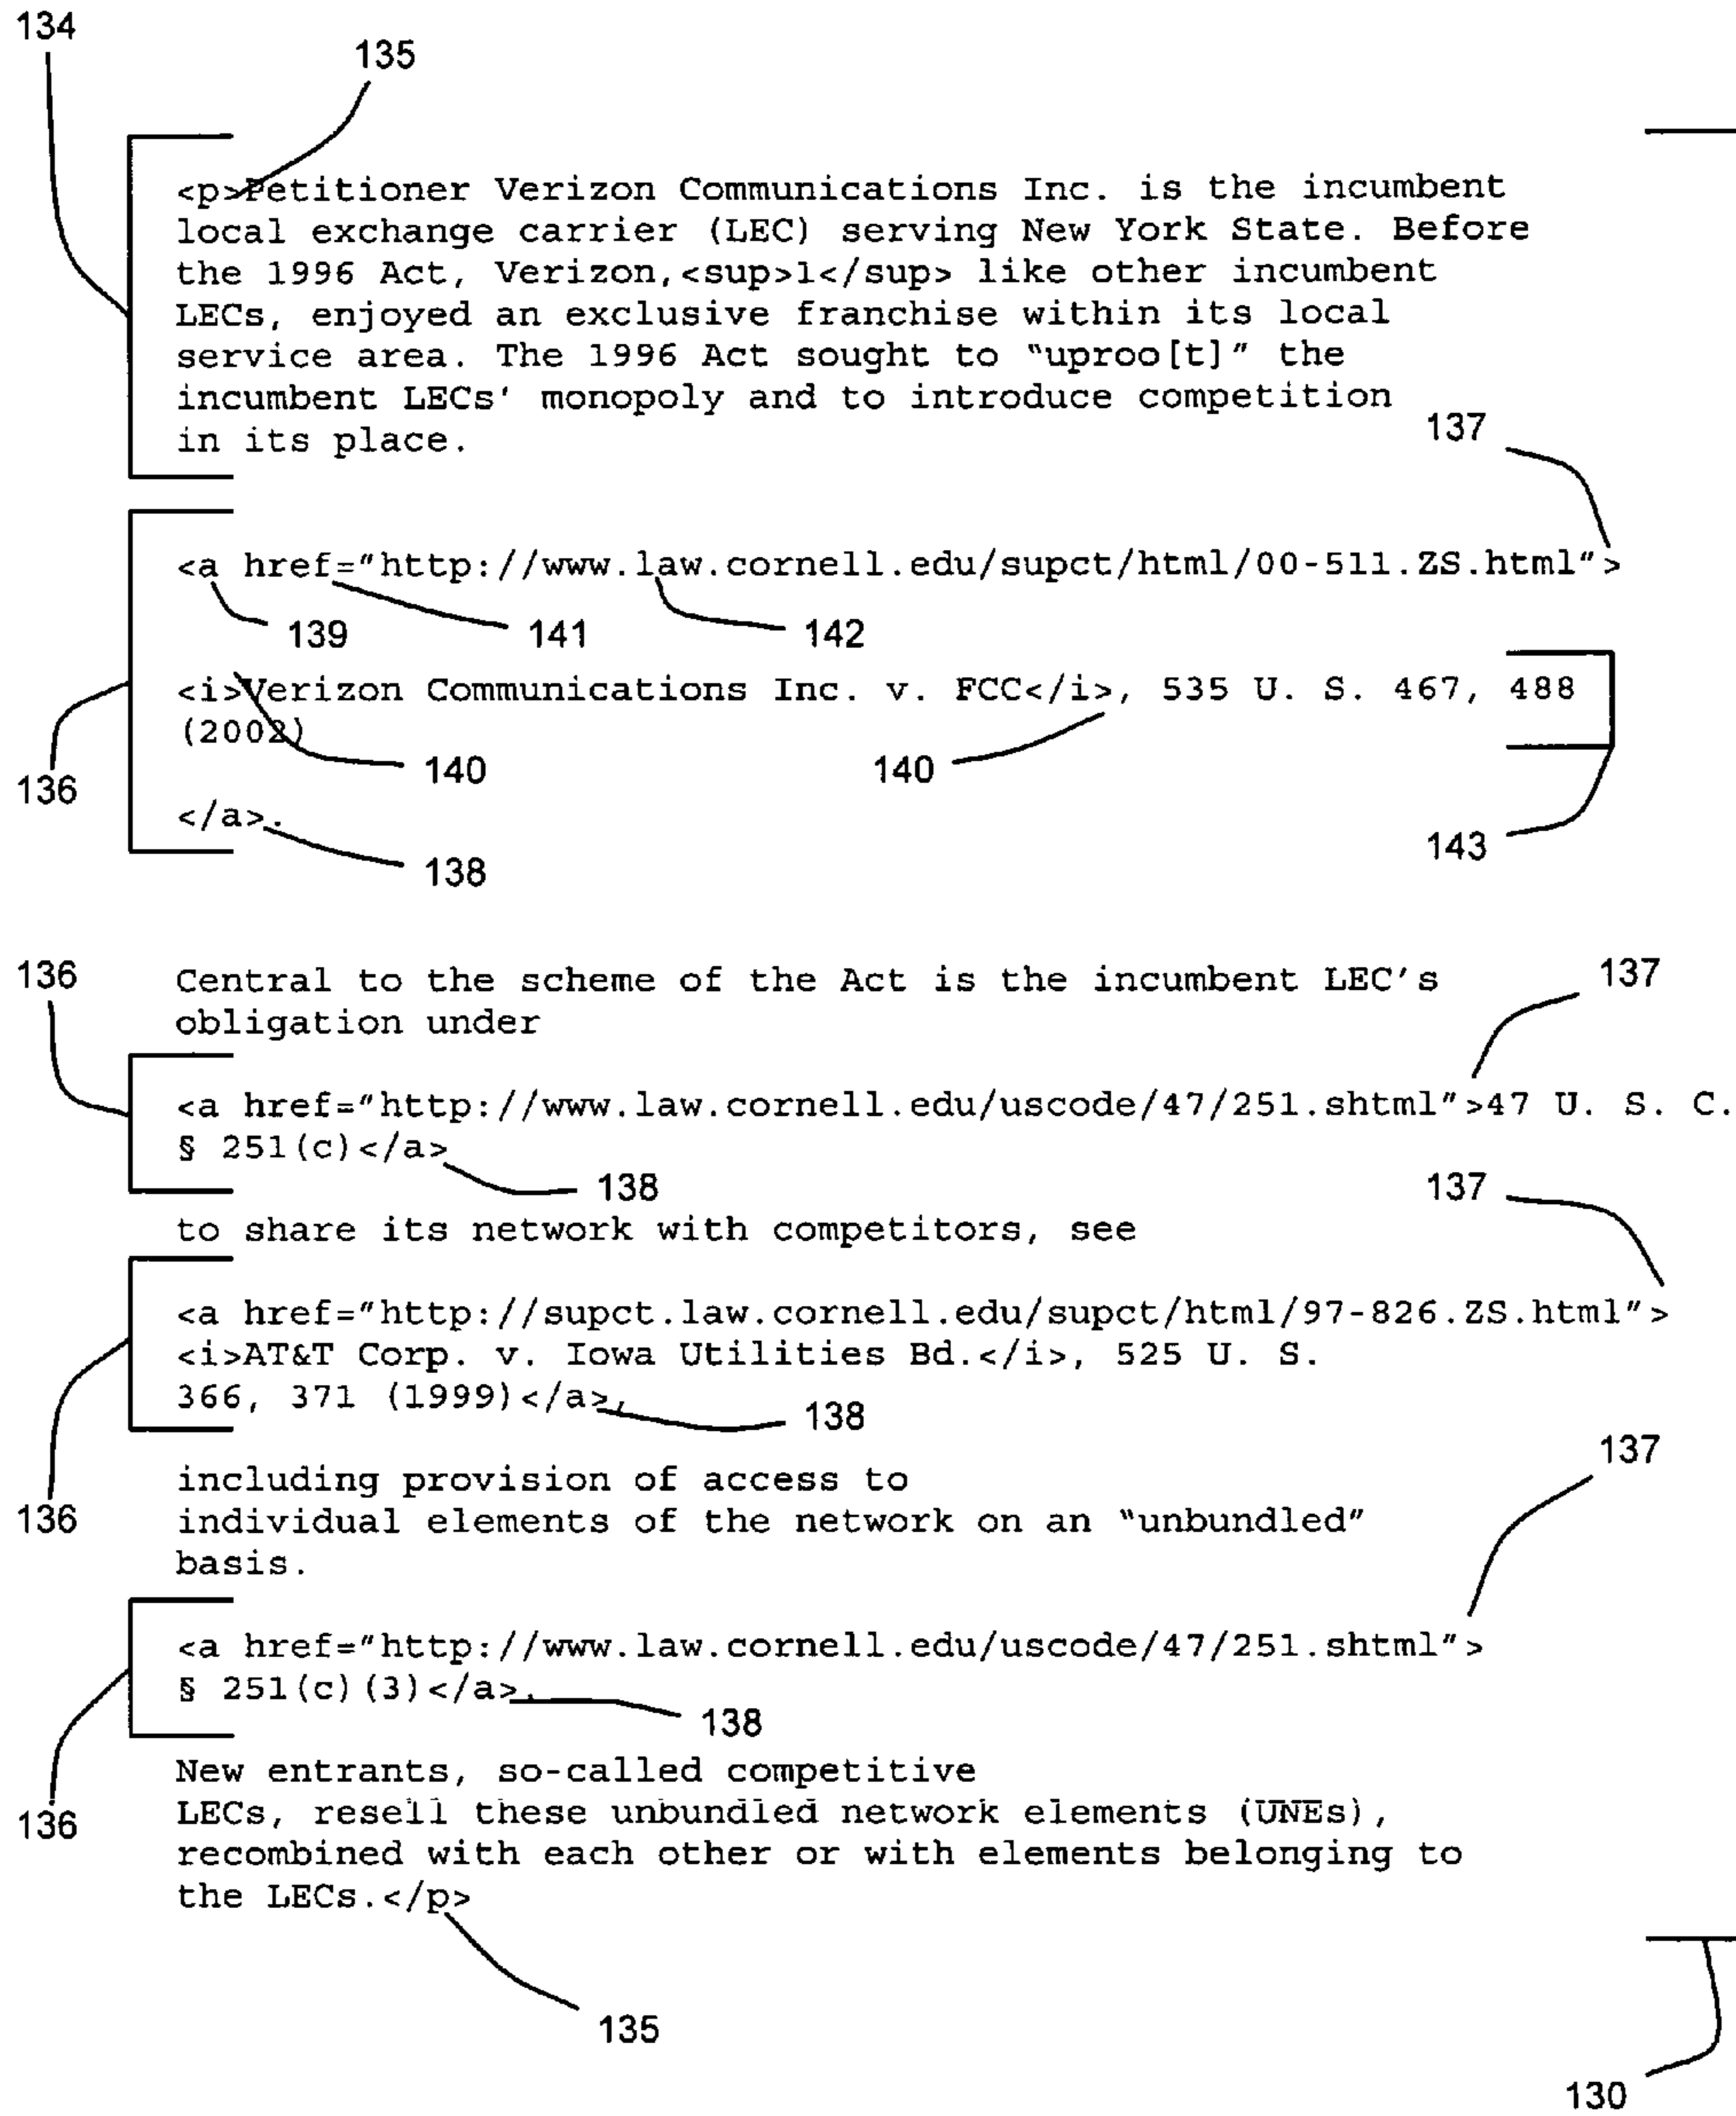 134
135
<p>Petitioner Verizon Communications Inc. is the incumbent
local exchange carrier (LEC) serving New York State. Before
the 1996 Act, Verizon,<sup>1</sup> like other incumbent
LECs, enjoyed an exclusive franchise within its local
service area. The 1996 Act sought to "uproo[t]" the
incumbent LECs' monopoly and to introduce competition
in its place.
137
<a href="http://www.law.cornell.edu/supct/html/00-511.ZS.html">
139 141 142
<i>Verizon Communications Inc. v. FCC</i>, 535 U. S. 467, 488
(2002)
136 140 140
</a>.
143
138
136
Central to the scheme of the Act is the incumbent LEC's
137
obligation under
<a href="http://www.law.cornell.edu/uscode/47/251.shtml">47 U. S. C.
§ 251(c)</a>
138 137
to share its network with competitors, see
<a href="http://supct.law.cornell.edu/supct/html/97-826.ZS.html">
<i>AT&T Corp. v. Iowa Utilities Bd.</i>, 525 U. S.
366, 371 (1999)</a>,
138
137
including provision of access to
136
individual elements of the network on an "unbundled"
basis.
<a href="http://www.law.cornell.edu/uscode/47/251.shtml">
§ 251(c)(3)</a>.
138
New entrants, so-called competitive
136
LECs, resell these unbundled network elements (UNEs),
recombined with each other or with elements belonging to
the LECs.</p>
135
130